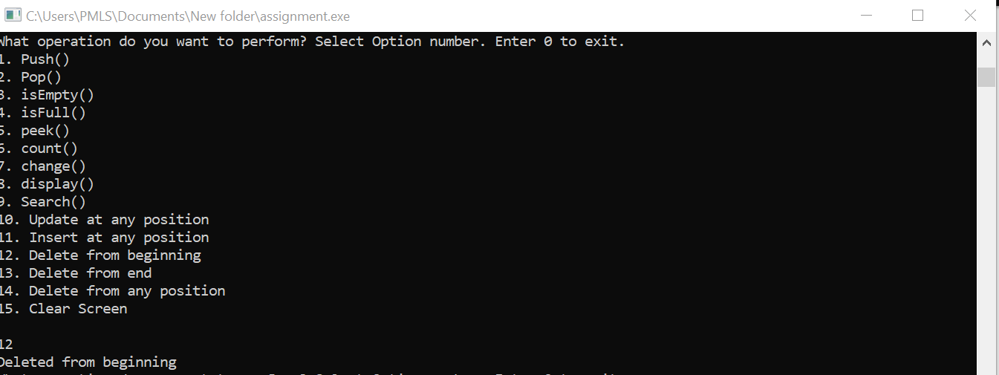 C:\Users\PMLS\Documents\New folder\assignment.exe
What operation do you want to perform? Select Option number. Enter 0 to exit.
1. Push()
2. Pop()
3. isEmpty()
4. isFull()
5. peek()
6. count()
7. change()
8. display()
9. Search()
10. Update at any position
11. Insert at any position
12. Delete from beginning
13. Delete from end
14. Delete from any position
15. Clear Screen
12
Deleted from beginning